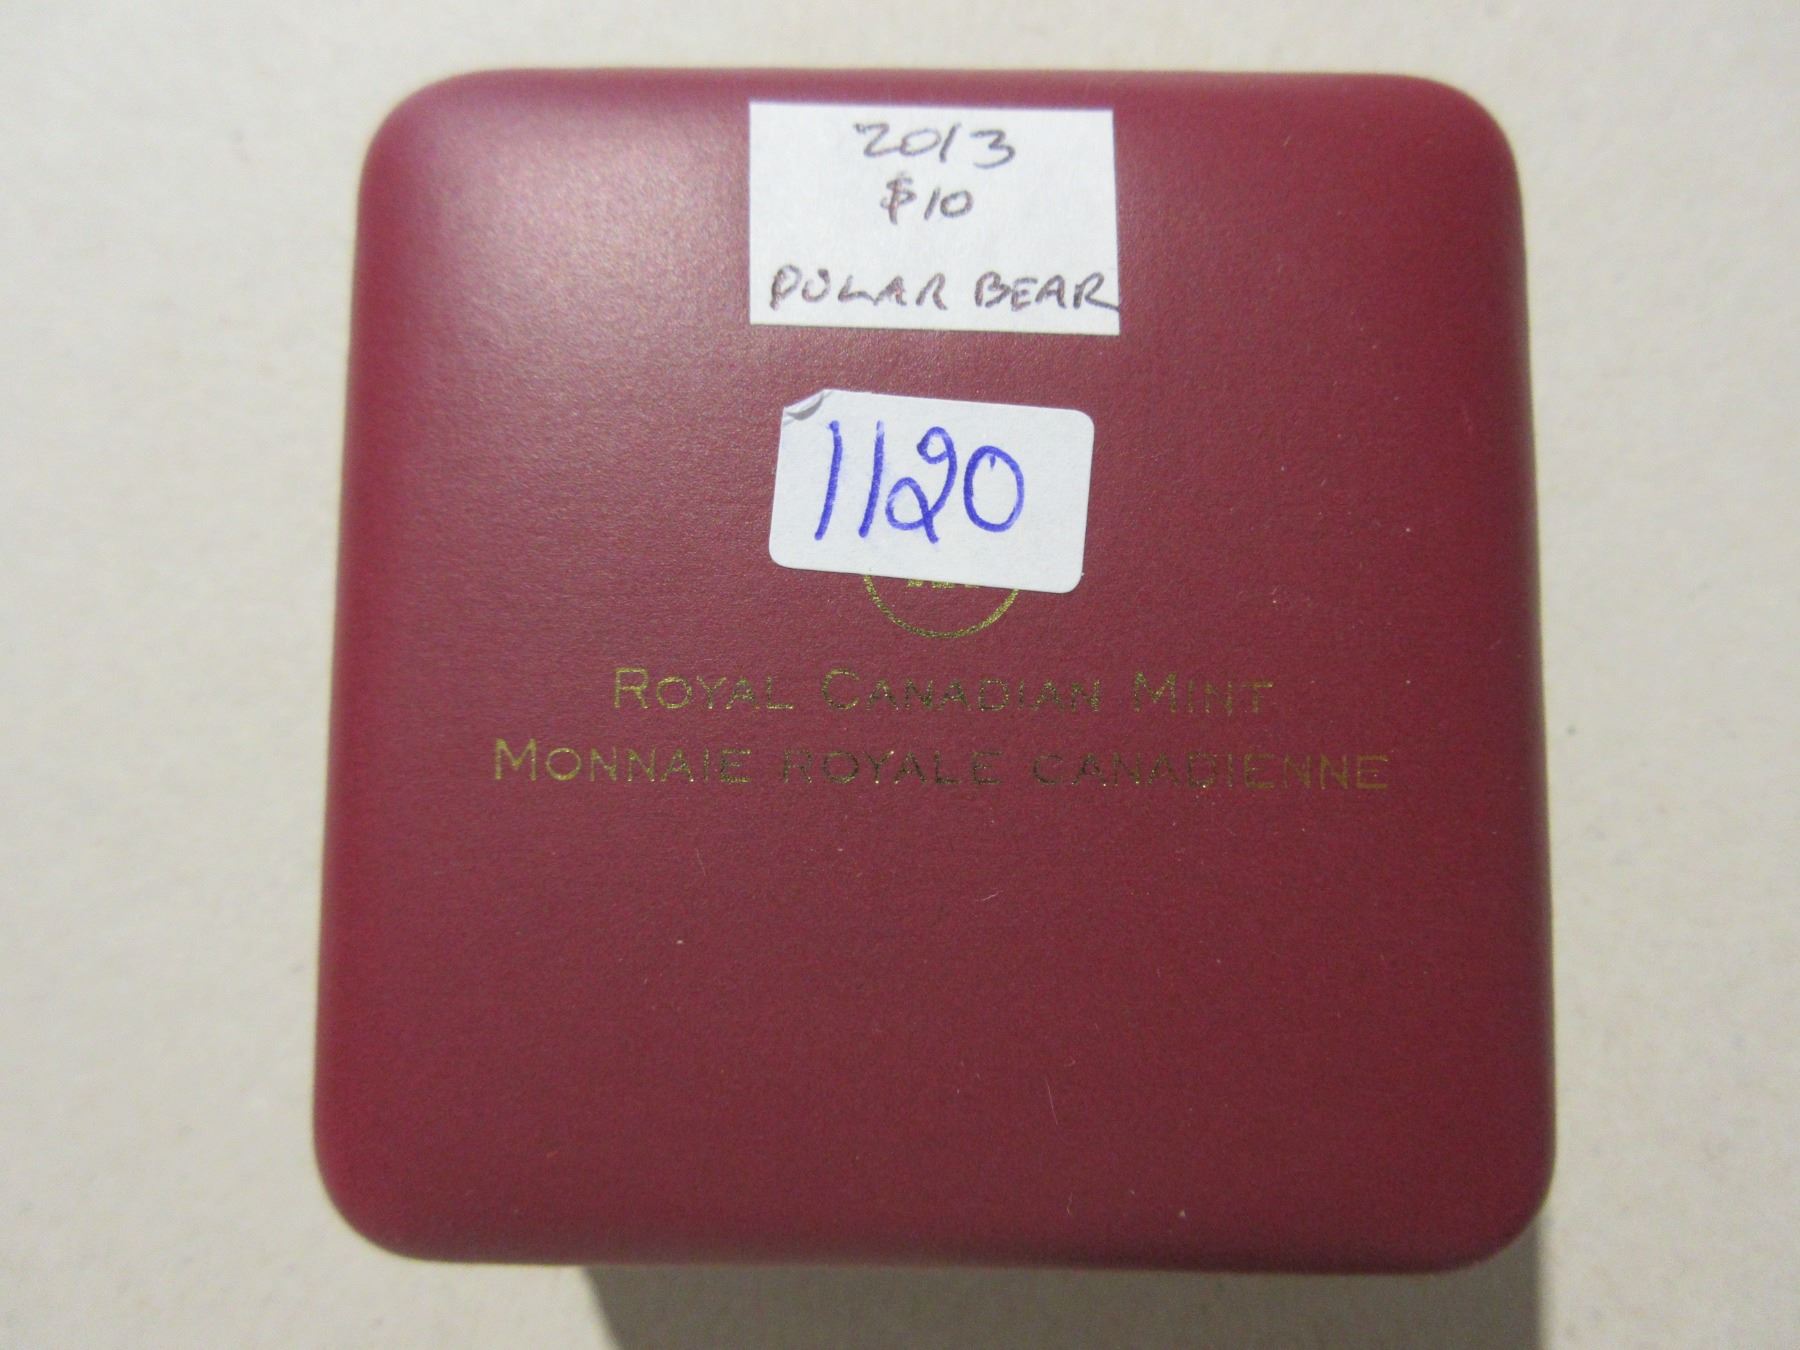 2013
$10
POLAR BEAR
1120
ROYAL CANADIAN MINT
MONNAIE ROYALE CANADIENNE